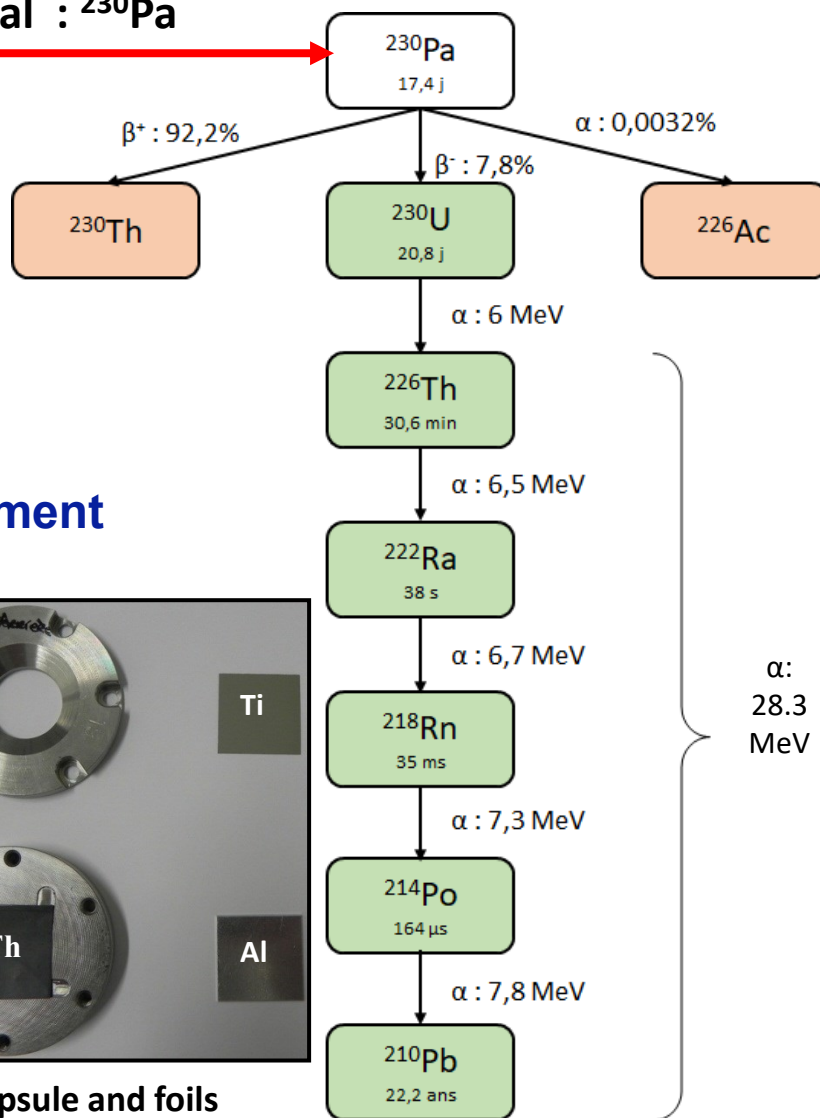 al : ²³⁰Pa
²³⁰Pa
17,4 j
β⁺ : 92,2%
β⁻ : 7,8%
α : 0,0032%
²³⁰Th
²³⁰U
20,8 j
²²⁶Ac
α : 6 MeV
²²⁶Th
30,6 min
α : 6,5 MeV
ment
²²²Ra
38 s
α : 6,7 MeV
Ti
²¹⁸Rn
35 ms
α:
28.3
MeV
α : 7,3 MeV
²¹⁴Po
164 µs
Th
Al
α : 7,8 MeV
²¹⁰Pb
22,2 ans
psule and foils